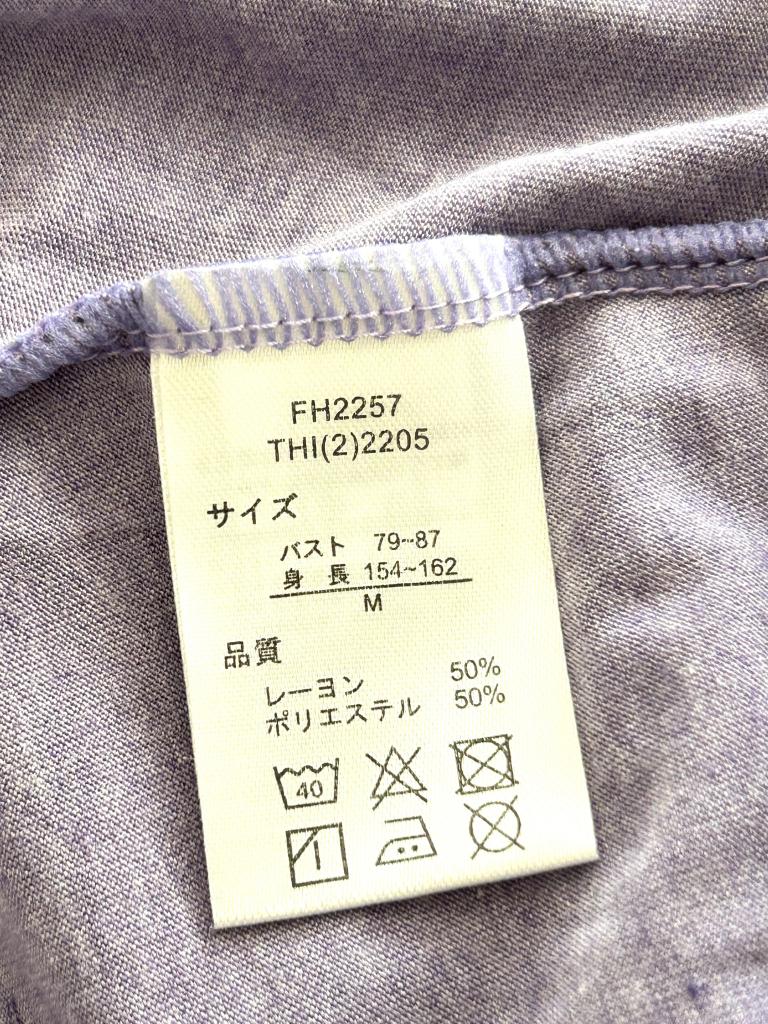 FH2257
THI(2)2205
サイズ
バスト 79~87
身 長 154~162
M
品質
レーヨン 50%
ポリエステル 50%
40